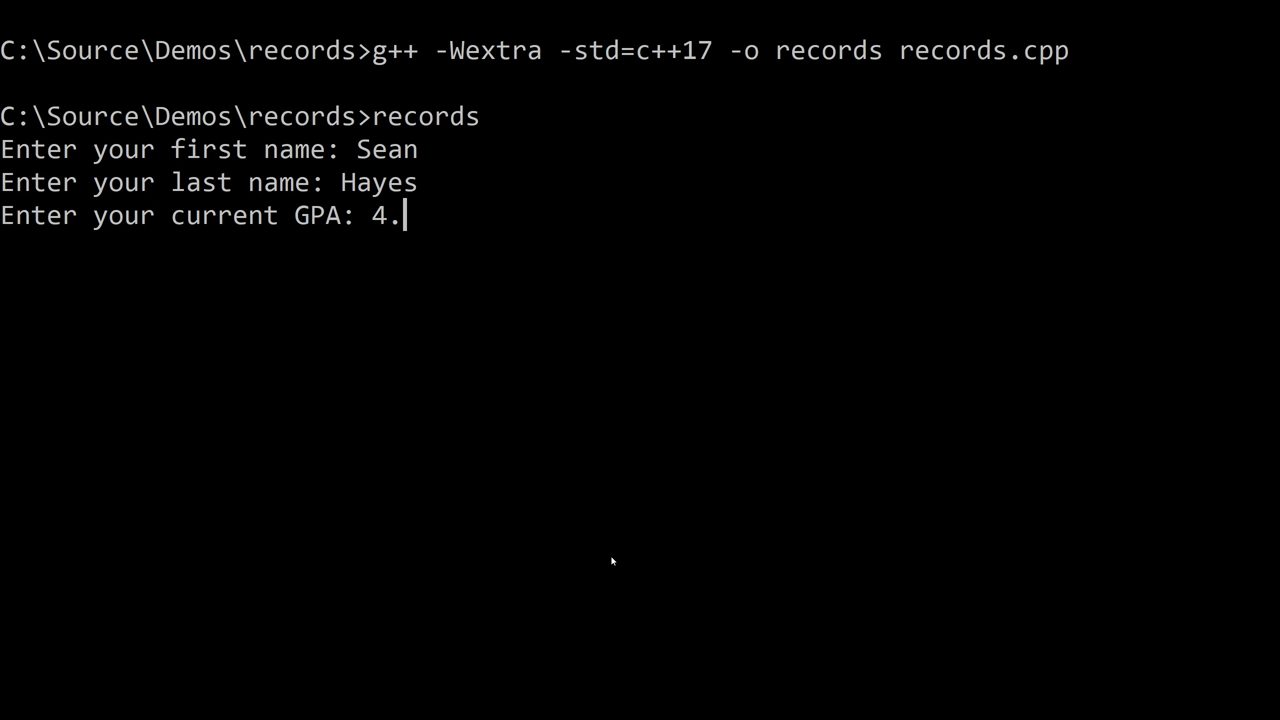 C:\Source\Demos\records>g++ -Wextra -std=c++17 -o records records.cpp
C:\Source\Demos\records>records
Enter your first name: Sean
Enter your last name: Hayes
Enter your current GPA: 4.